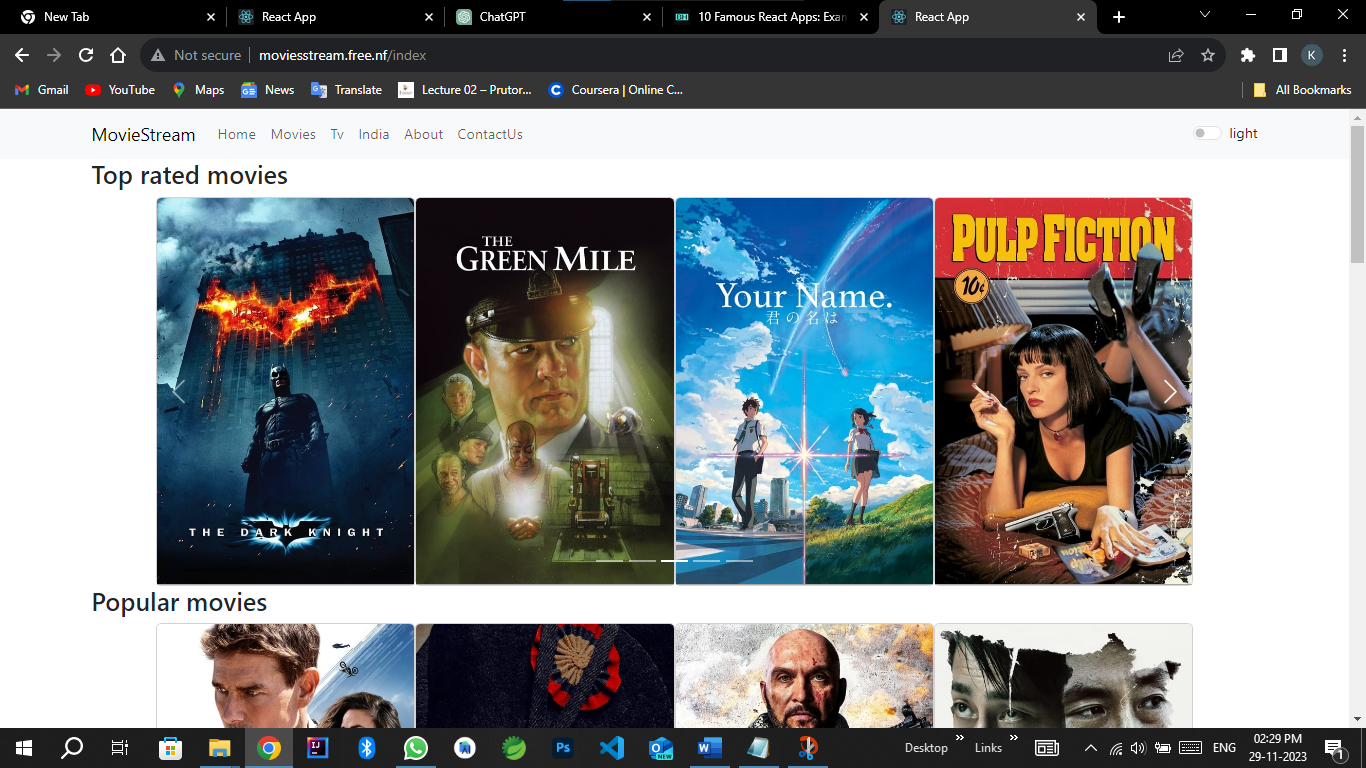 New Tab
React App
ChatGPT
10 Famous React Apps: Exam
React App
Not secure
moviesstream.free.nf/index
Gmail
YouTube
Maps
News
Translate
Lecture 02 – Prutor...
Coursera | Online C...
All Bookmarks
MovieStream
Home
Movies
Tv
India
About
ContactUs
light
Top rated movies
THE DARK KNIGHT
THE
GREEN MILE
Your Name.
君の名は
PULP FICTION
10¢
Popular movies
Desktop
Links
ENG
02:29 PM
29-11-2023